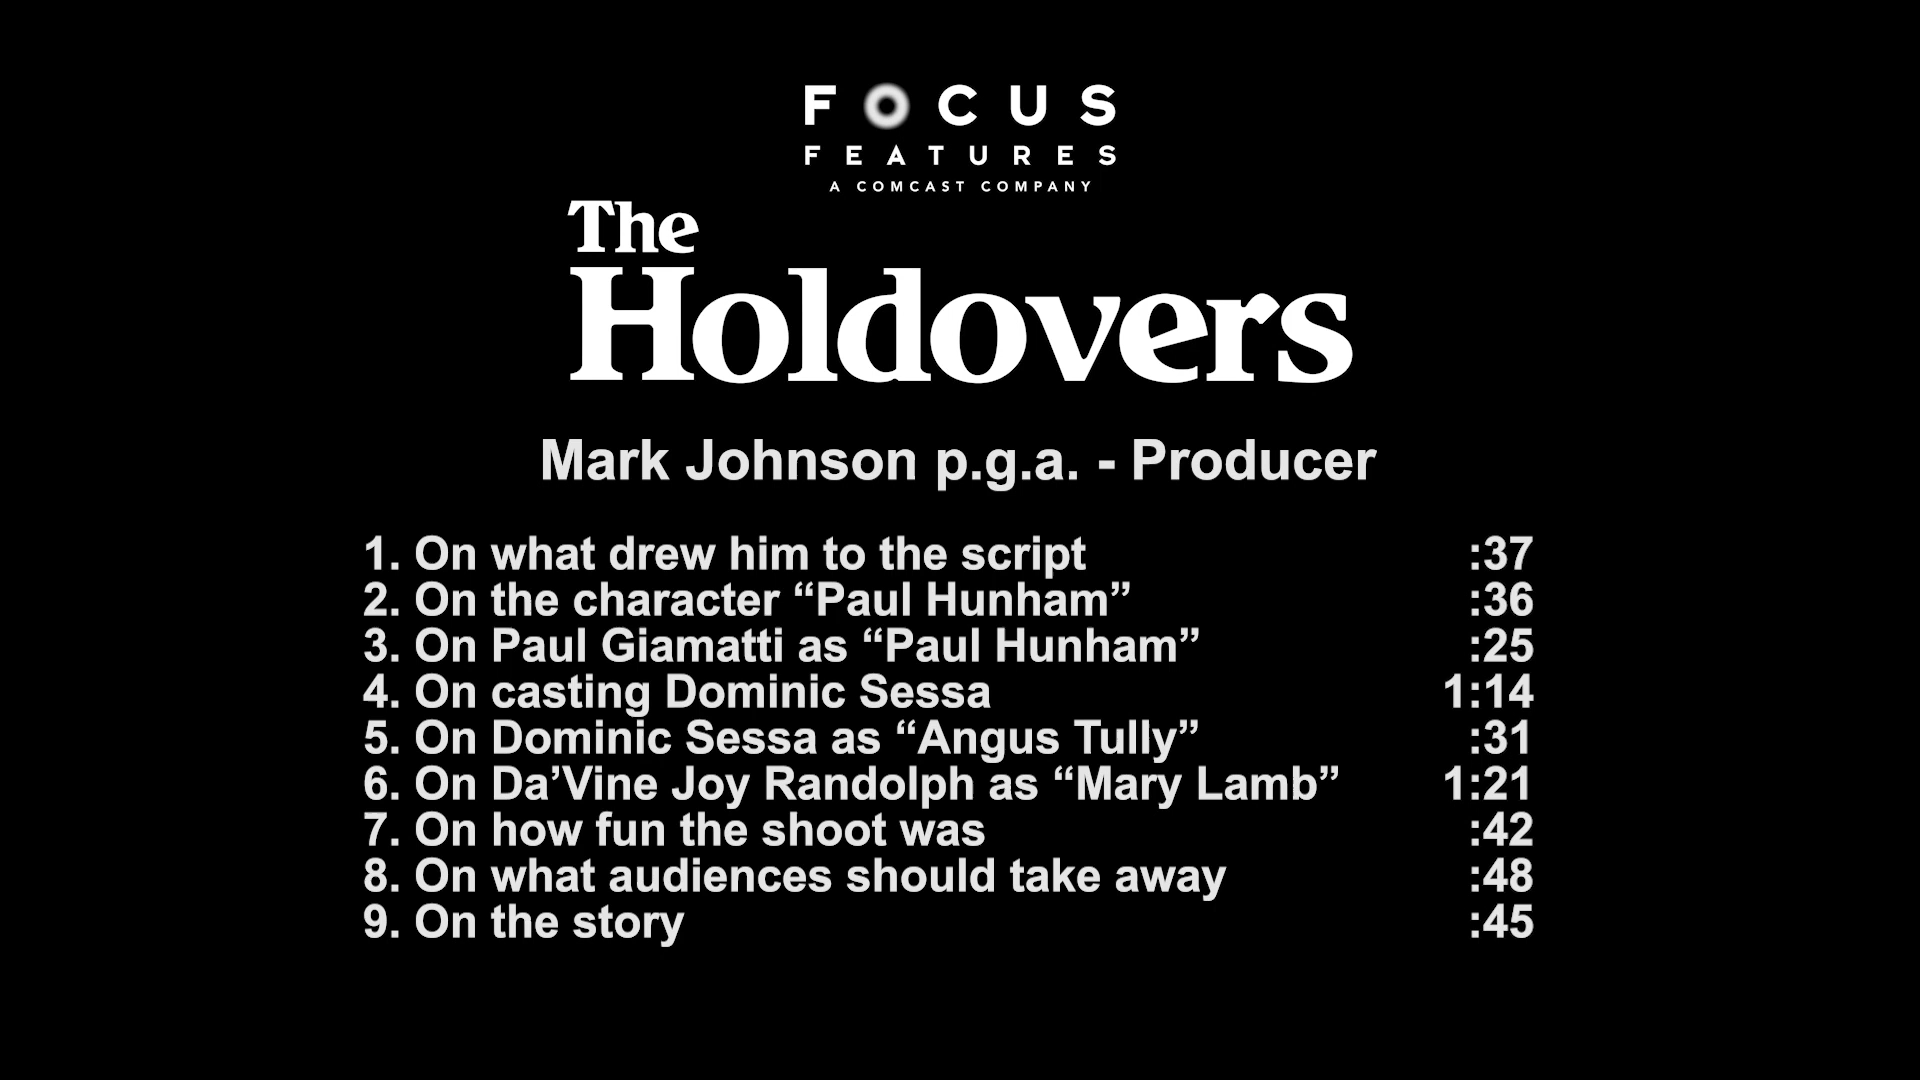 FOCUS
FEATURES
A COMCAST COMPANY
The
Holdovers
Mark Johnson p.g.a. - Producer
1. On what drew him to the script :37
2. On the character “Paul Hunham” :36
3. On Paul Giamatti as “Paul Hunham” :25
4. On casting Dominic Sessa 1:14
5. On Dominic Sessa as “Angus Tully” :31
6. On Da’Vine Joy Randolph as “Mary Lamb” 1:21
7. On how fun the shoot was :42
8. On what audiences should take away :48
9. On the story :45